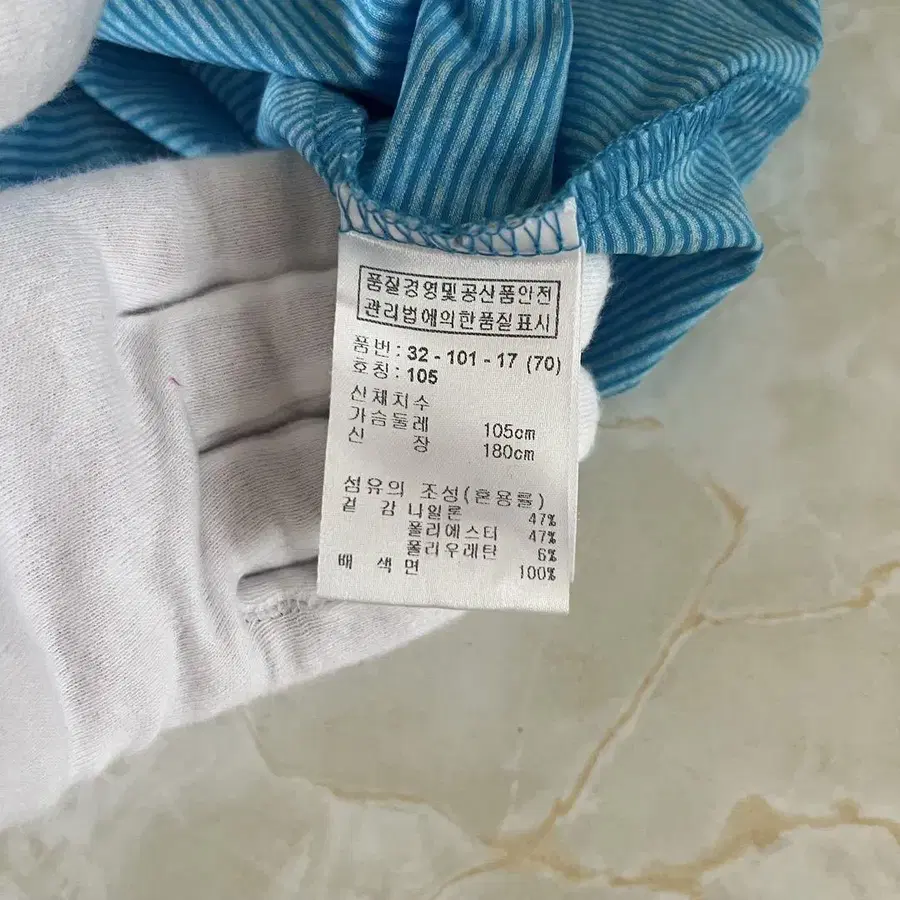 품질경영및공산품안전
관리법에의한품질표시
품번 : 32 - 101 - 17 (70)
호칭 : 105
신체치수
가슴둘레 105cm
신 장 180cm
섬유의 조성(혼용률)
겉 감 나일론 47%
폴리에스터 47%
폴리우레탄 6%
배 색 면 100%